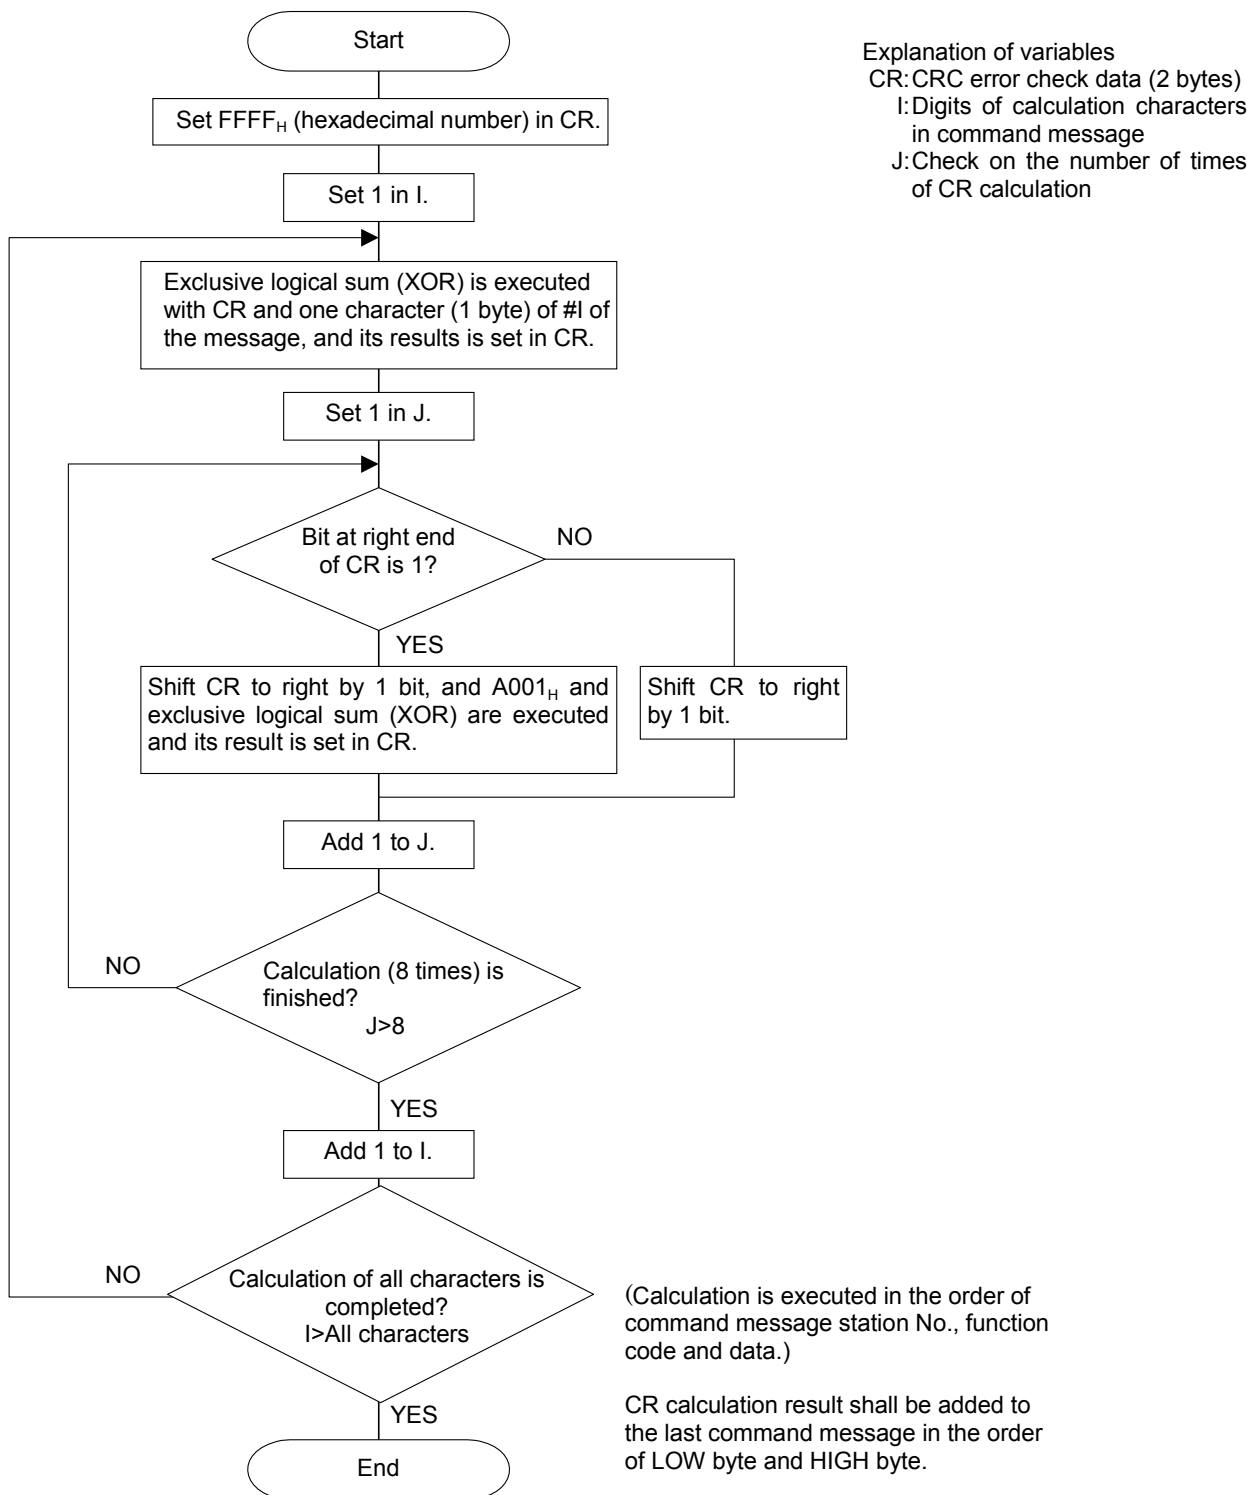 Start
Explanation of variables
CR:CRC error check data (2 bytes)
I:Digits of calculation characters
in command message
J:Check on the number of times
of CR calculation
Set FFFFH (hexadecimal number) in CR.
Set 1 in I.
Exclusive logical sum (XOR) is executed
with CR and one character (1 byte) of #I of
the message, and its results is set in CR.
Set 1 in J.
Bit at right end
of CR is 1?
NO
YES
Shift CR to right by 1 bit, and A001H and
exclusive logical sum (XOR) are executed
and its result is set in CR.
Shift CR to right
by 1 bit.
Add 1 to J.
NO
Calculation (8 times) is
finished?
J>8
YES
Add 1 to I.
NO
Calculation of all characters is
completed?
I>All characters
YES
End
(Calculation is executed in the order of
command message station No., function
code and data.)
CR calculation result shall be added to
the last command message in the order
of LOW byte and HIGH byte.